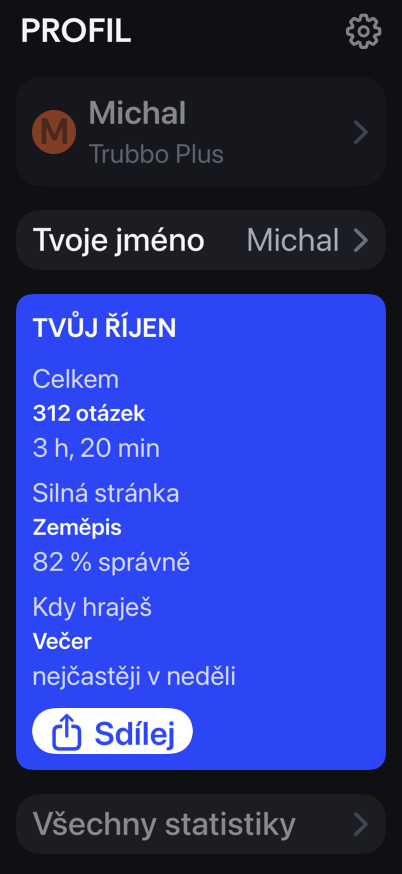 PROFIL
M
Michal
Trubbo Plus
Tvoje jméno Michal
TVŮJ ŘÍJEN
Celkem
312 otázek
3 h, 20 min
Silná stránka
Zeměpis
82 % správně
Kdy hraješ
Večer
nejčastěji v neděli
Sdílej
Všechny statistiky